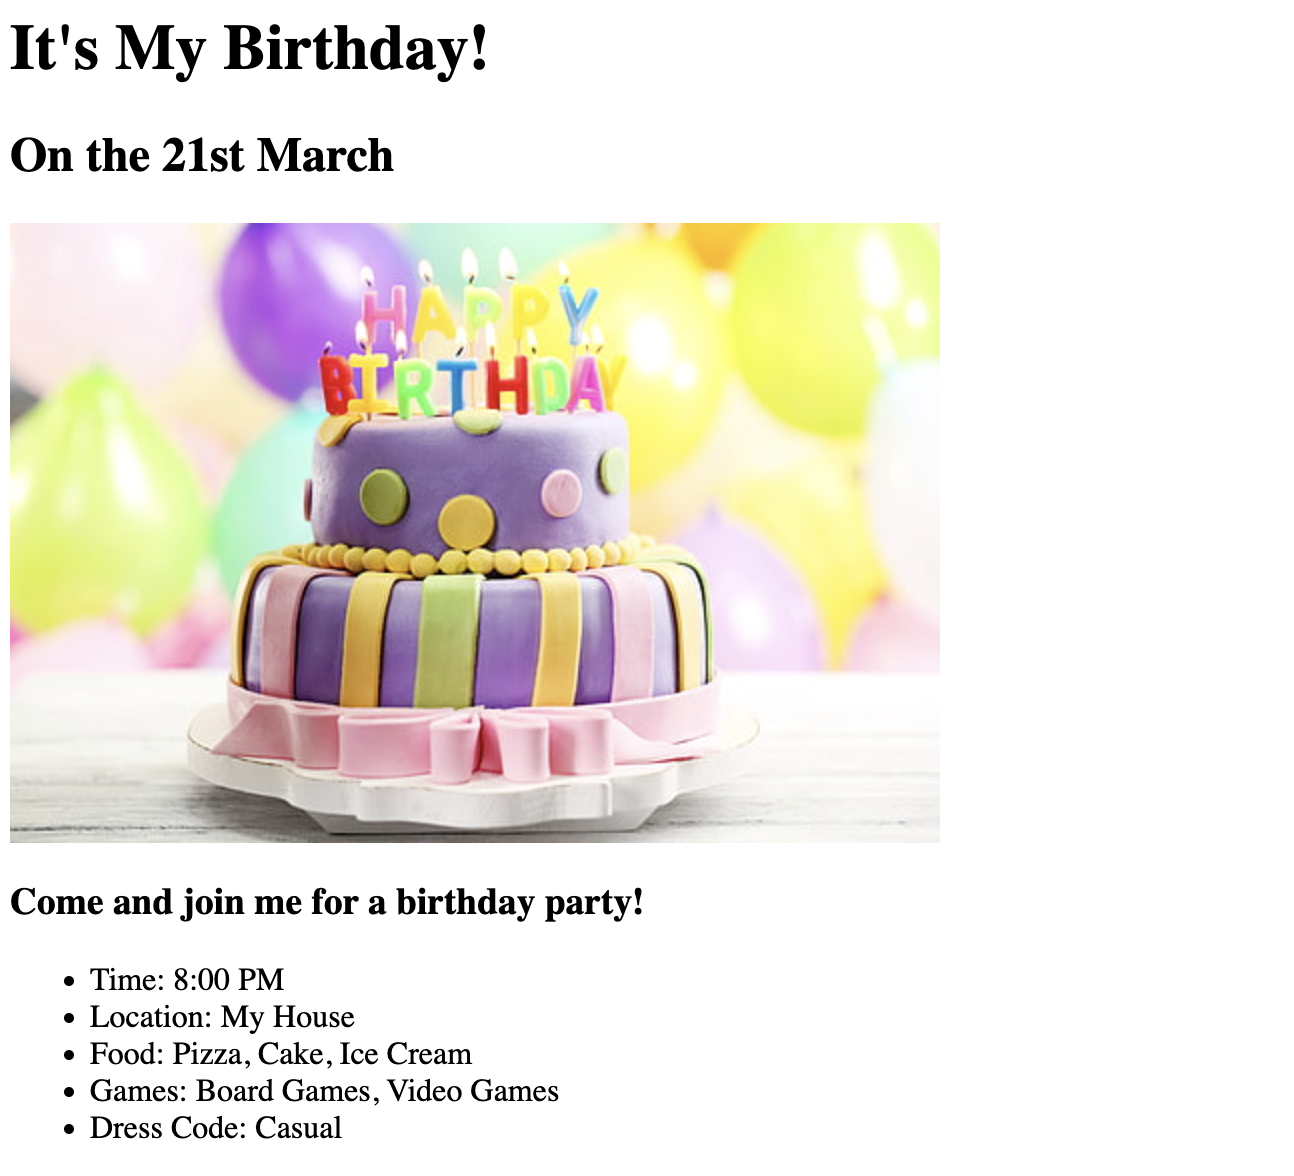 It's My Birthday!
On the 21st March
HAPPY
BIRTHDAY
Come and join me for a birthday party!
Time: 8:00 PM
Location: My House
Food: Pizza, Cake, Ice Cream
Games: Board Games, Video Games
Dress Code: Casual